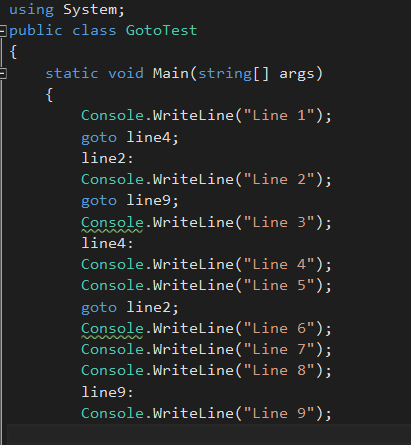 using System;
public class GotoTest
{
    static void Main(string[] args)
    {
        Console.WriteLine("Line 1");
        goto line4;
        line2:
        Console.WriteLine("Line 2");
        goto line9;
        Console.WriteLine("Line 3");
        line4:
        Console.WriteLine("Line 4");
        Console.WriteLine("Line 5");
        goto line2;
        Console.WriteLine("Line 6");
        Console.WriteLine("Line 7");
        Console.WriteLine("Line 8");
        line9:
        Console.WriteLine("Line 9");